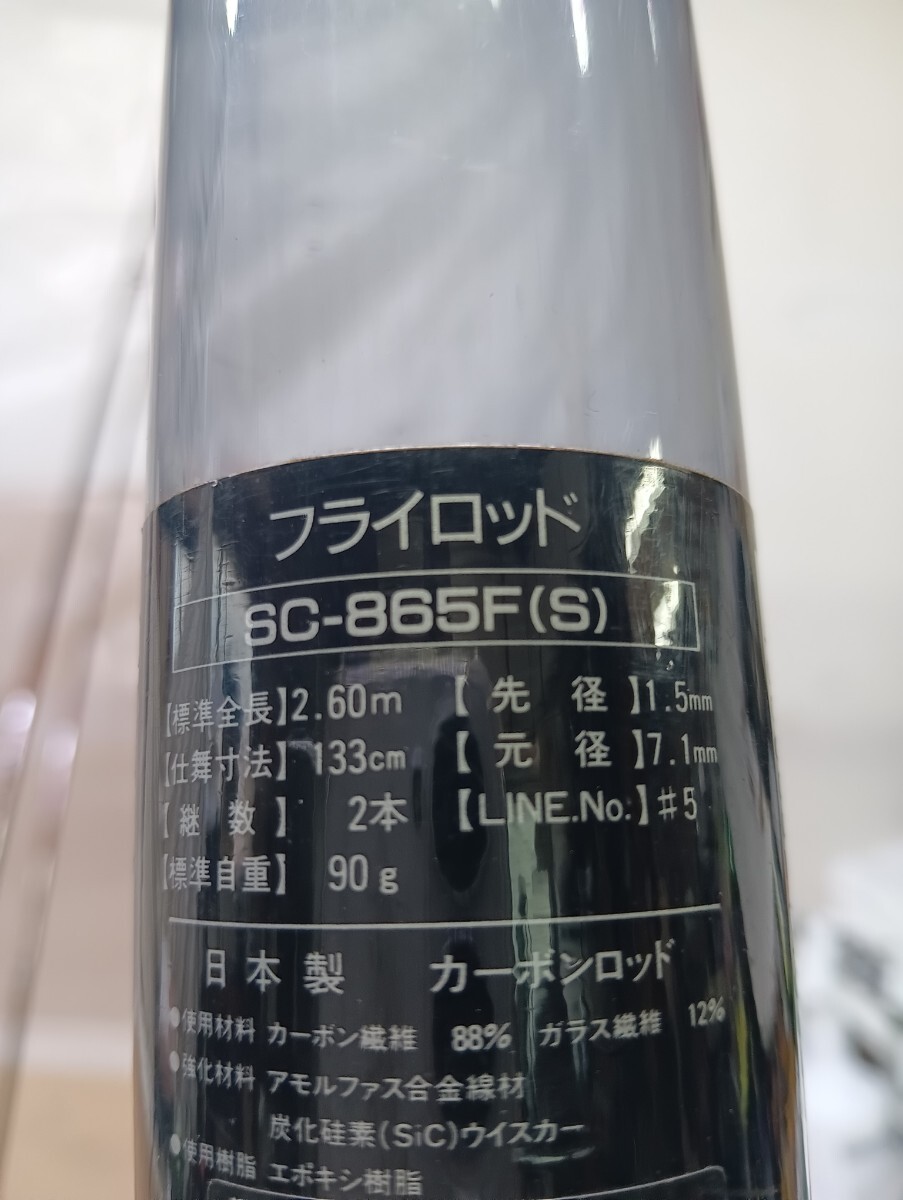 フライロッド
SC-865F(S)
【標準全長】2.60m 【先 径】1.5mm
【仕舞寸法】133cm 【元 径】7.1mm
【継 数】 2本 【LINE.No.】#5
【標準自重】 90g
日本製 カーボンロッド
●使用材料 カーボン繊維 88% ガラス繊維 12%
●強化材料 アモルファス合金線材
炭化硅素(SiC)ウイスカー
●使用樹脂 エポキシ樹脂